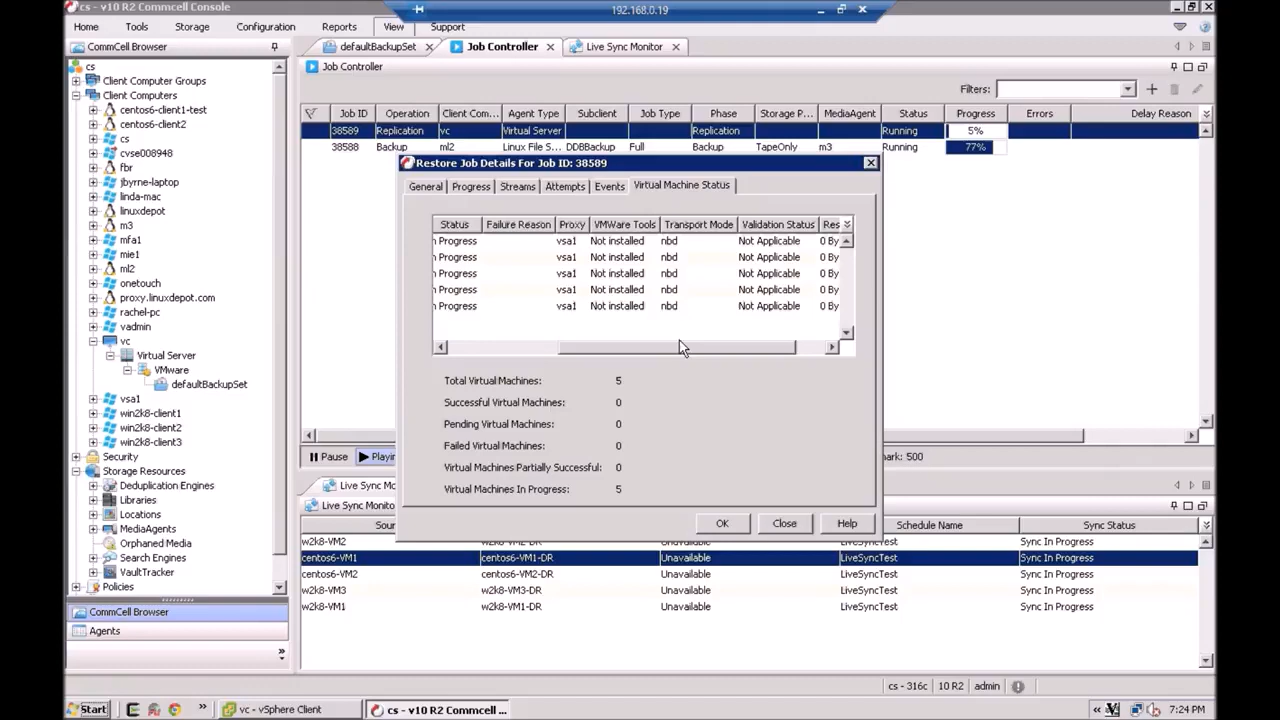 cs - v10 R2 Commcell Console
192.168.0.19
Home Tools Storage Configuration Reports View Support
CommCell Browser
defaultBackupSet Job Controller Live Sync Monitor
cs
Job Controller
Client Computer Groups
Client Computers
centos6-client1-test
centos6-client2
cs
cvse008948
fbr
jbyrne-laptop
linda-mac
linuxdepot
m3
mfa1
mie1
ml2
onetouch
proxy.linuxdepot.com
rachel-pc
vadmin
vc
Virtual Server
VMware
defaultBackupSet
vsa1
win2k8-client1
win2k8-client2
win2k8-client3
Security
Storage Resources
Deduplication Engines
Libraries
Locations
MediaAgents
Orphaned Media
Search Engines
VaultTracker
Policies
CommCell Browser
Agents
Filters:
Job ID Operation Client Com... Agent Type Subclient Job Type Phase Storage P... MediaAgent Status Progress Errors Delay Reason
38589 Replication vc Virtual Server Replication Running 5%
38588 Backup ml2 Linux File S... DDBBackup Full Backup TapeOnly m3 Running 77%
Restore Job Details For Job ID: 38589
General Progress Streams Attempts Events Virtual Machine Status
Status Failure Reason Proxy VMWare Tools Transport Mode Validation Status Res
n Progress vsa1 Not installed nbd Not Applicable 0 By
n Progress vsa1 Not installed nbd Not Applicable 0 By
n Progress vsa1 Not installed nbd Not Applicable 0 By
n Progress vsa1 Not installed nbd Not Applicable 0 By
n Progress vsa1 Not installed nbd Not Applicable 0 By
Total Virtual Machines: 5
Successful Virtual Machines: 0
Pending Virtual Machines: 0
Failed Virtual Machines: 0
Virtual Machines Partially Successful: 0
Virtual Machines In Progress: 5
OK Close Help
Pause Playin
mark: 500
Live Sync Mo
Live Sync Monito
Sour Schedule Name Sync Status
w2k8-VM2 w2k8-VM2-DR Unavailable LiveSyncTest Sync In Progress
centos6-VM1 centos6-VM1-DR Unavailable LiveSyncTest Sync In Progress
centos6-VM2 centos6-VM2-DR Unavailable LiveSyncTest Sync In Progress
w2k8-VM3 w2k8-VM3-DR Unavailable LiveSyncTest Sync In Progress
w2k8-VM1 w2k8-VM1-DR Unavailable LiveSyncTest Sync In Progress
cs - 316c 10 R2 admin
Start vc - vSphere Client cs - v10 R2 Commcell ... 7:24 PM